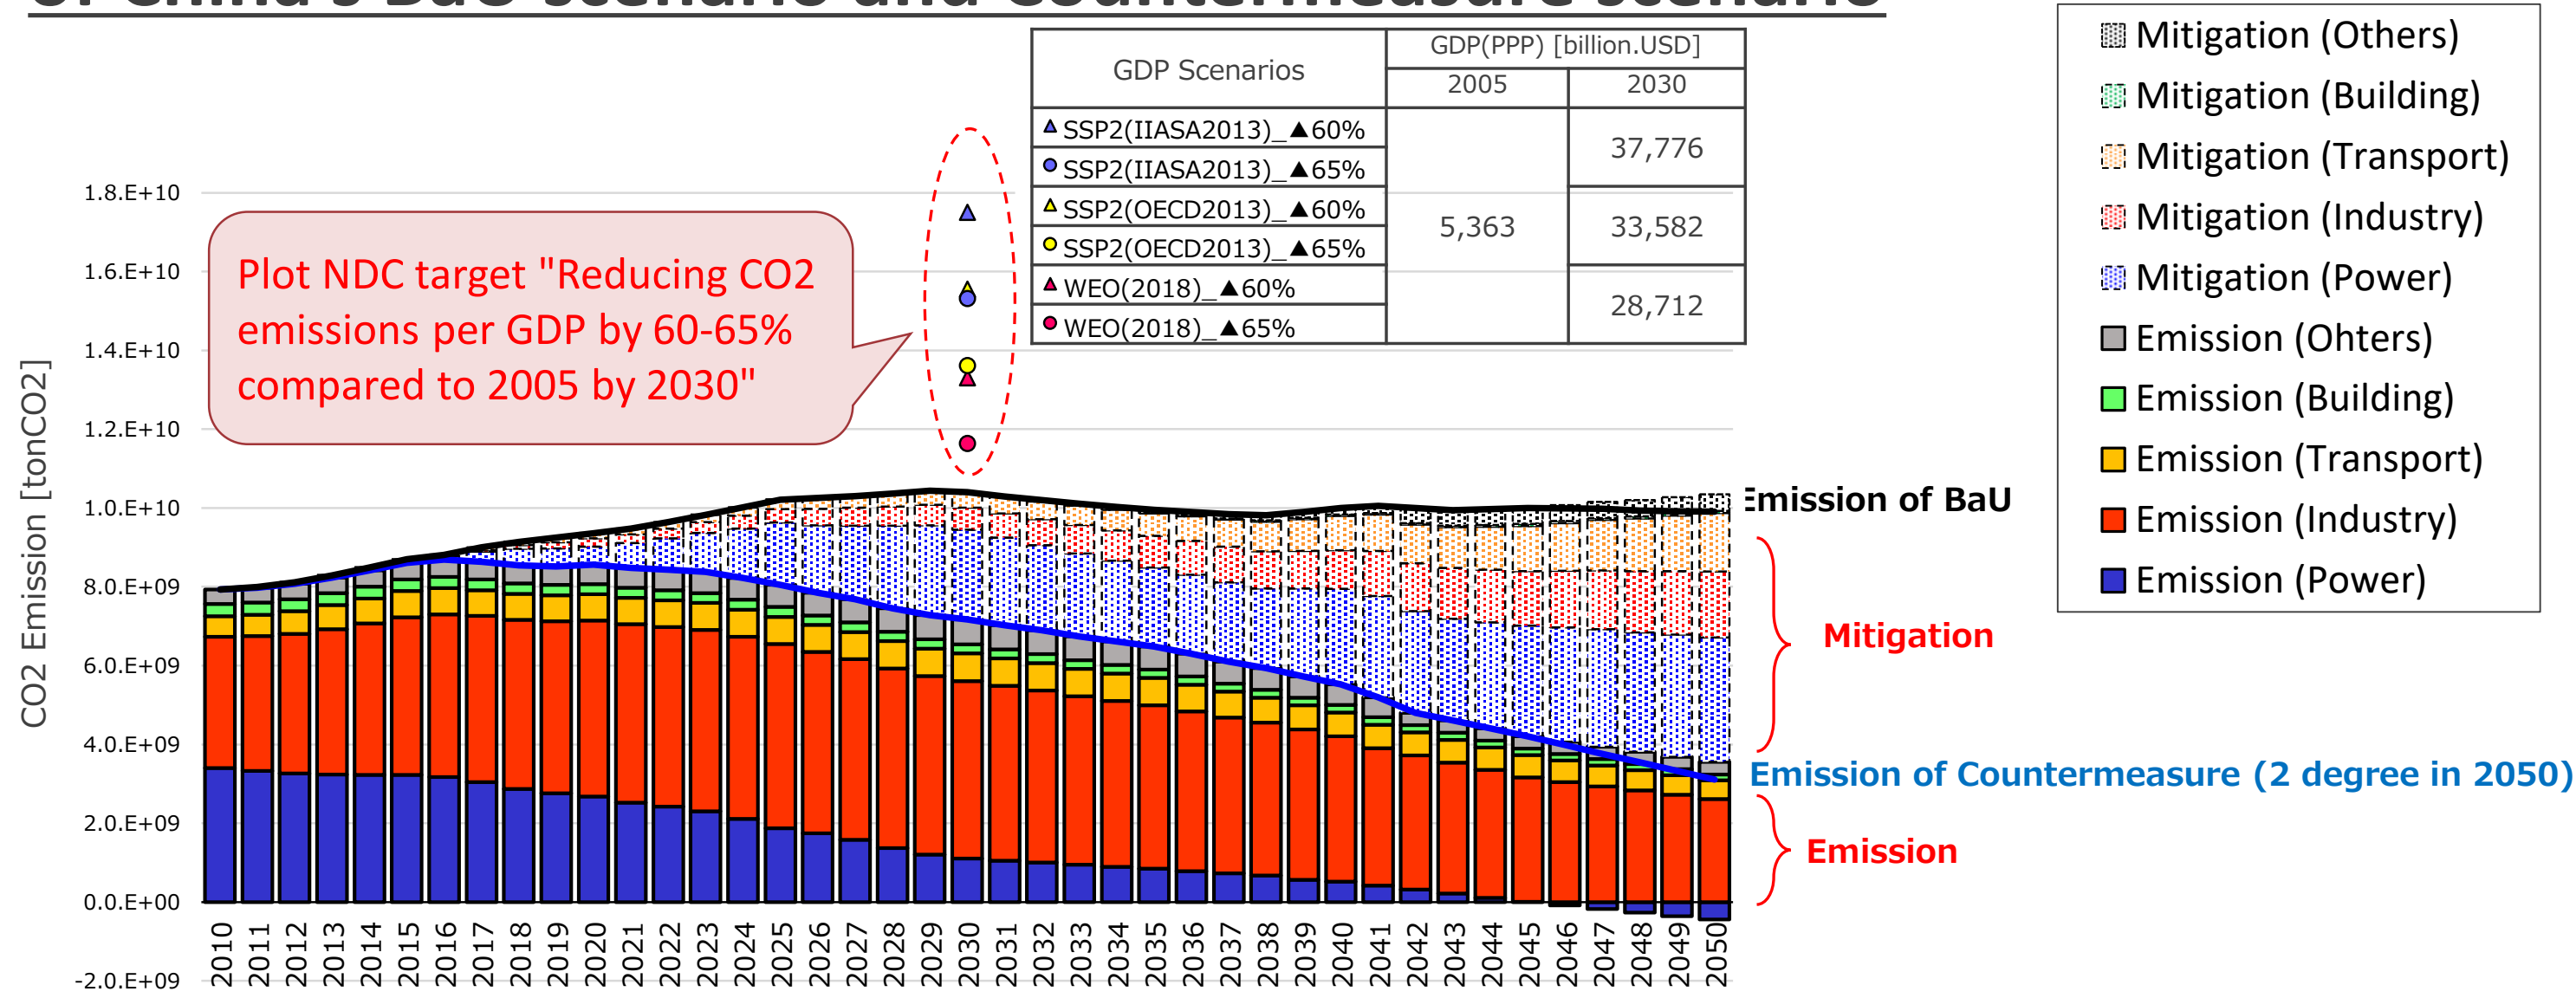 of China's BaU scenario and Countermeasure scenario
GDP Scenarios
GDP(PPP) [billion.USD]
2005
2030
SSP2(IIASA2013)_▲60%
SSP2(IIASA2013)_▲65%
SSP2(OECD2013)_▲60%
SSP2(OECD2013)_▲65%
WEO(2018)_▲60%
WEO(2018)_▲65%
5,363
37,776
33,582
28,712
Plot NDC target "Reducing CO2
emissions per GDP by 60-65%
compared to 2005 by 2030"
CO2 Emission [tonCO2]
1.8.E+10
1.6.E+10
1.4.E+10
1.2.E+10
1.0.E+10
8.0.E+09
6.0.E+09
4.0.E+09
2.0.E+09
0.0.E+00
-2.0.E+09
2010
2011
2012
2013
2014
2015
2016
2017
2018
2019
2020
2021
2022
2023
2024
2025
2026
2027
2028
2029
2030
2031
2032
2033
2034
2035
2036
2037
2038
2039
2040
2041
2042
2043
2044
2045
2046
2047
2048
2049
2050
Emission of BaU
Mitigation
Emission of Countermeasure (2 degree in 2050)
Emission
Mitigation (Others)
Mitigation (Building)
Mitigation (Transport)
Mitigation (Industry)
Mitigation (Power)
Emission (Ohters)
Emission (Building)
Emission (Transport)
Emission (Industry)
Emission (Power)